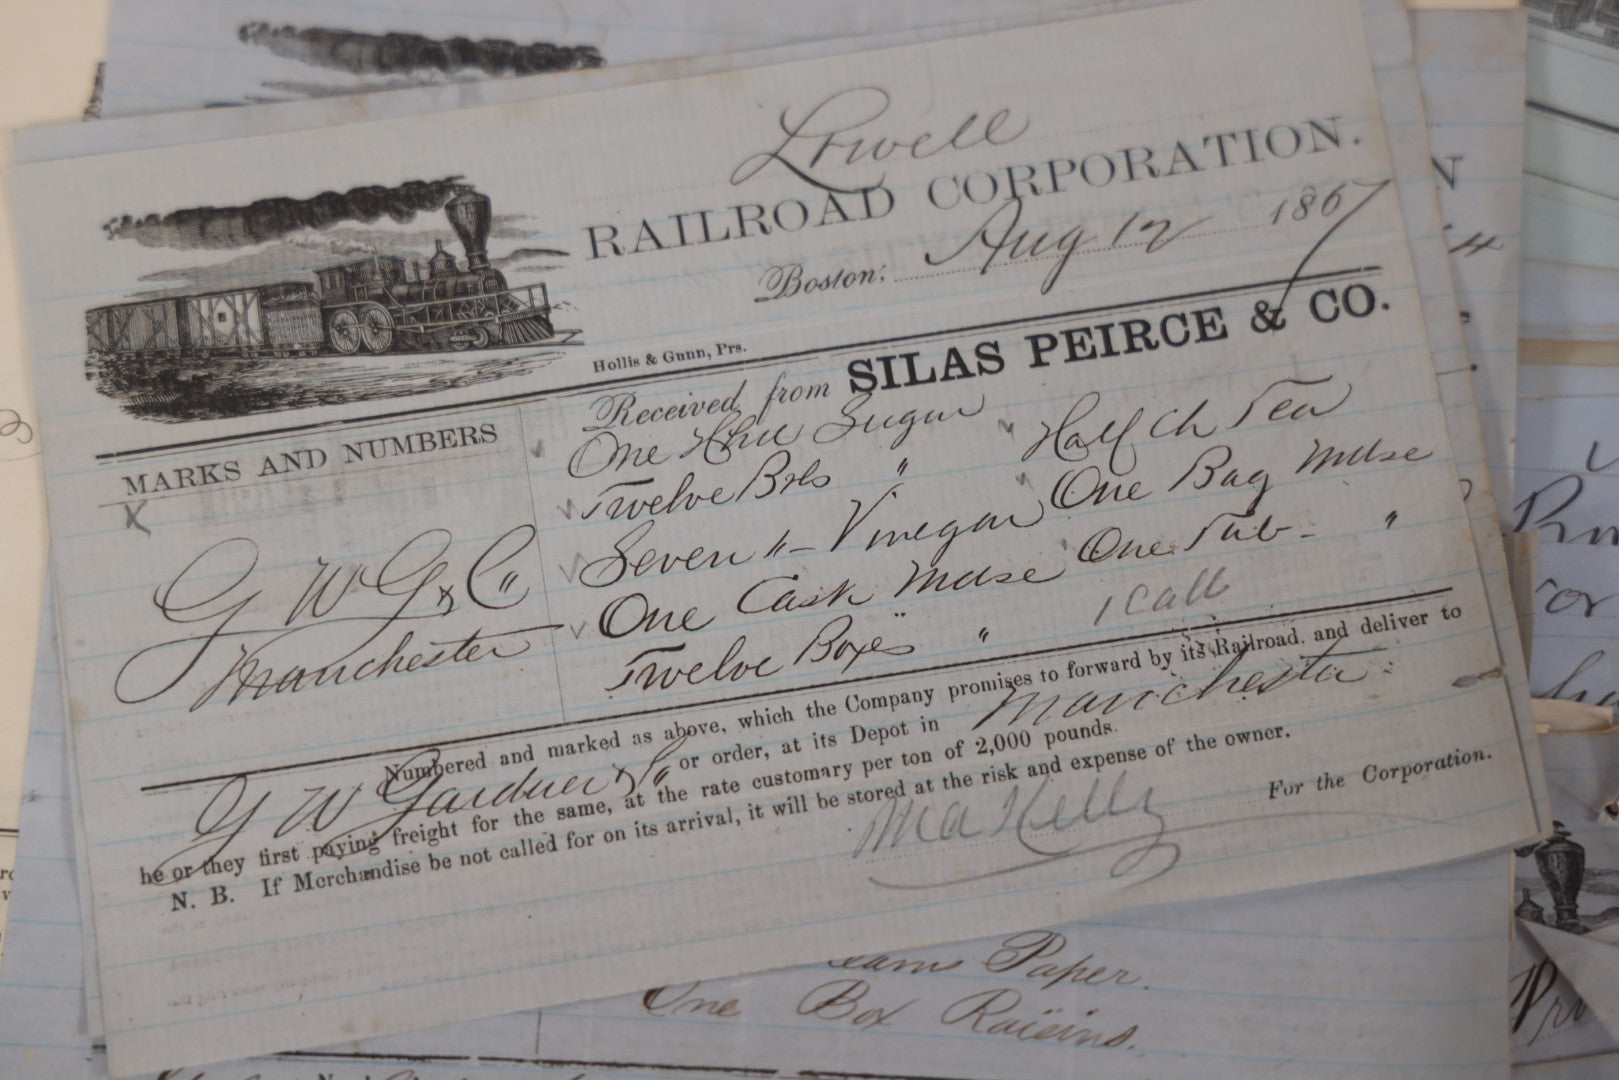 Lowell
RAILROAD CORPORATION.
Boston: Aug 12 1867
Hollis & Gunn, Prs.
Received from SILAS PEIRCE & CO.
MARKS AND NUMBERS
X
G W G & Co
Manchester
One Sugar
Twelve Bbls "
Seven "- Vinegar
One Cask Mdse
Twelve Boxes "
Half Ch Tea
One Bag Mdse
One Tub - "
Numbered and marked as above, which the Company promises to forward by its Railroad. and deliver to
G W Gardner & Co or order, at its Depot in Manchester
he or they first paying freight for the same, at the rate customary per ton of 2,000 pounds.
N. B. If Merchandise be not called for on its arrival, it will be stored at the risk and expense of the owner.
Kelly
For the Corporation.
Paper.
One Box Raisins.